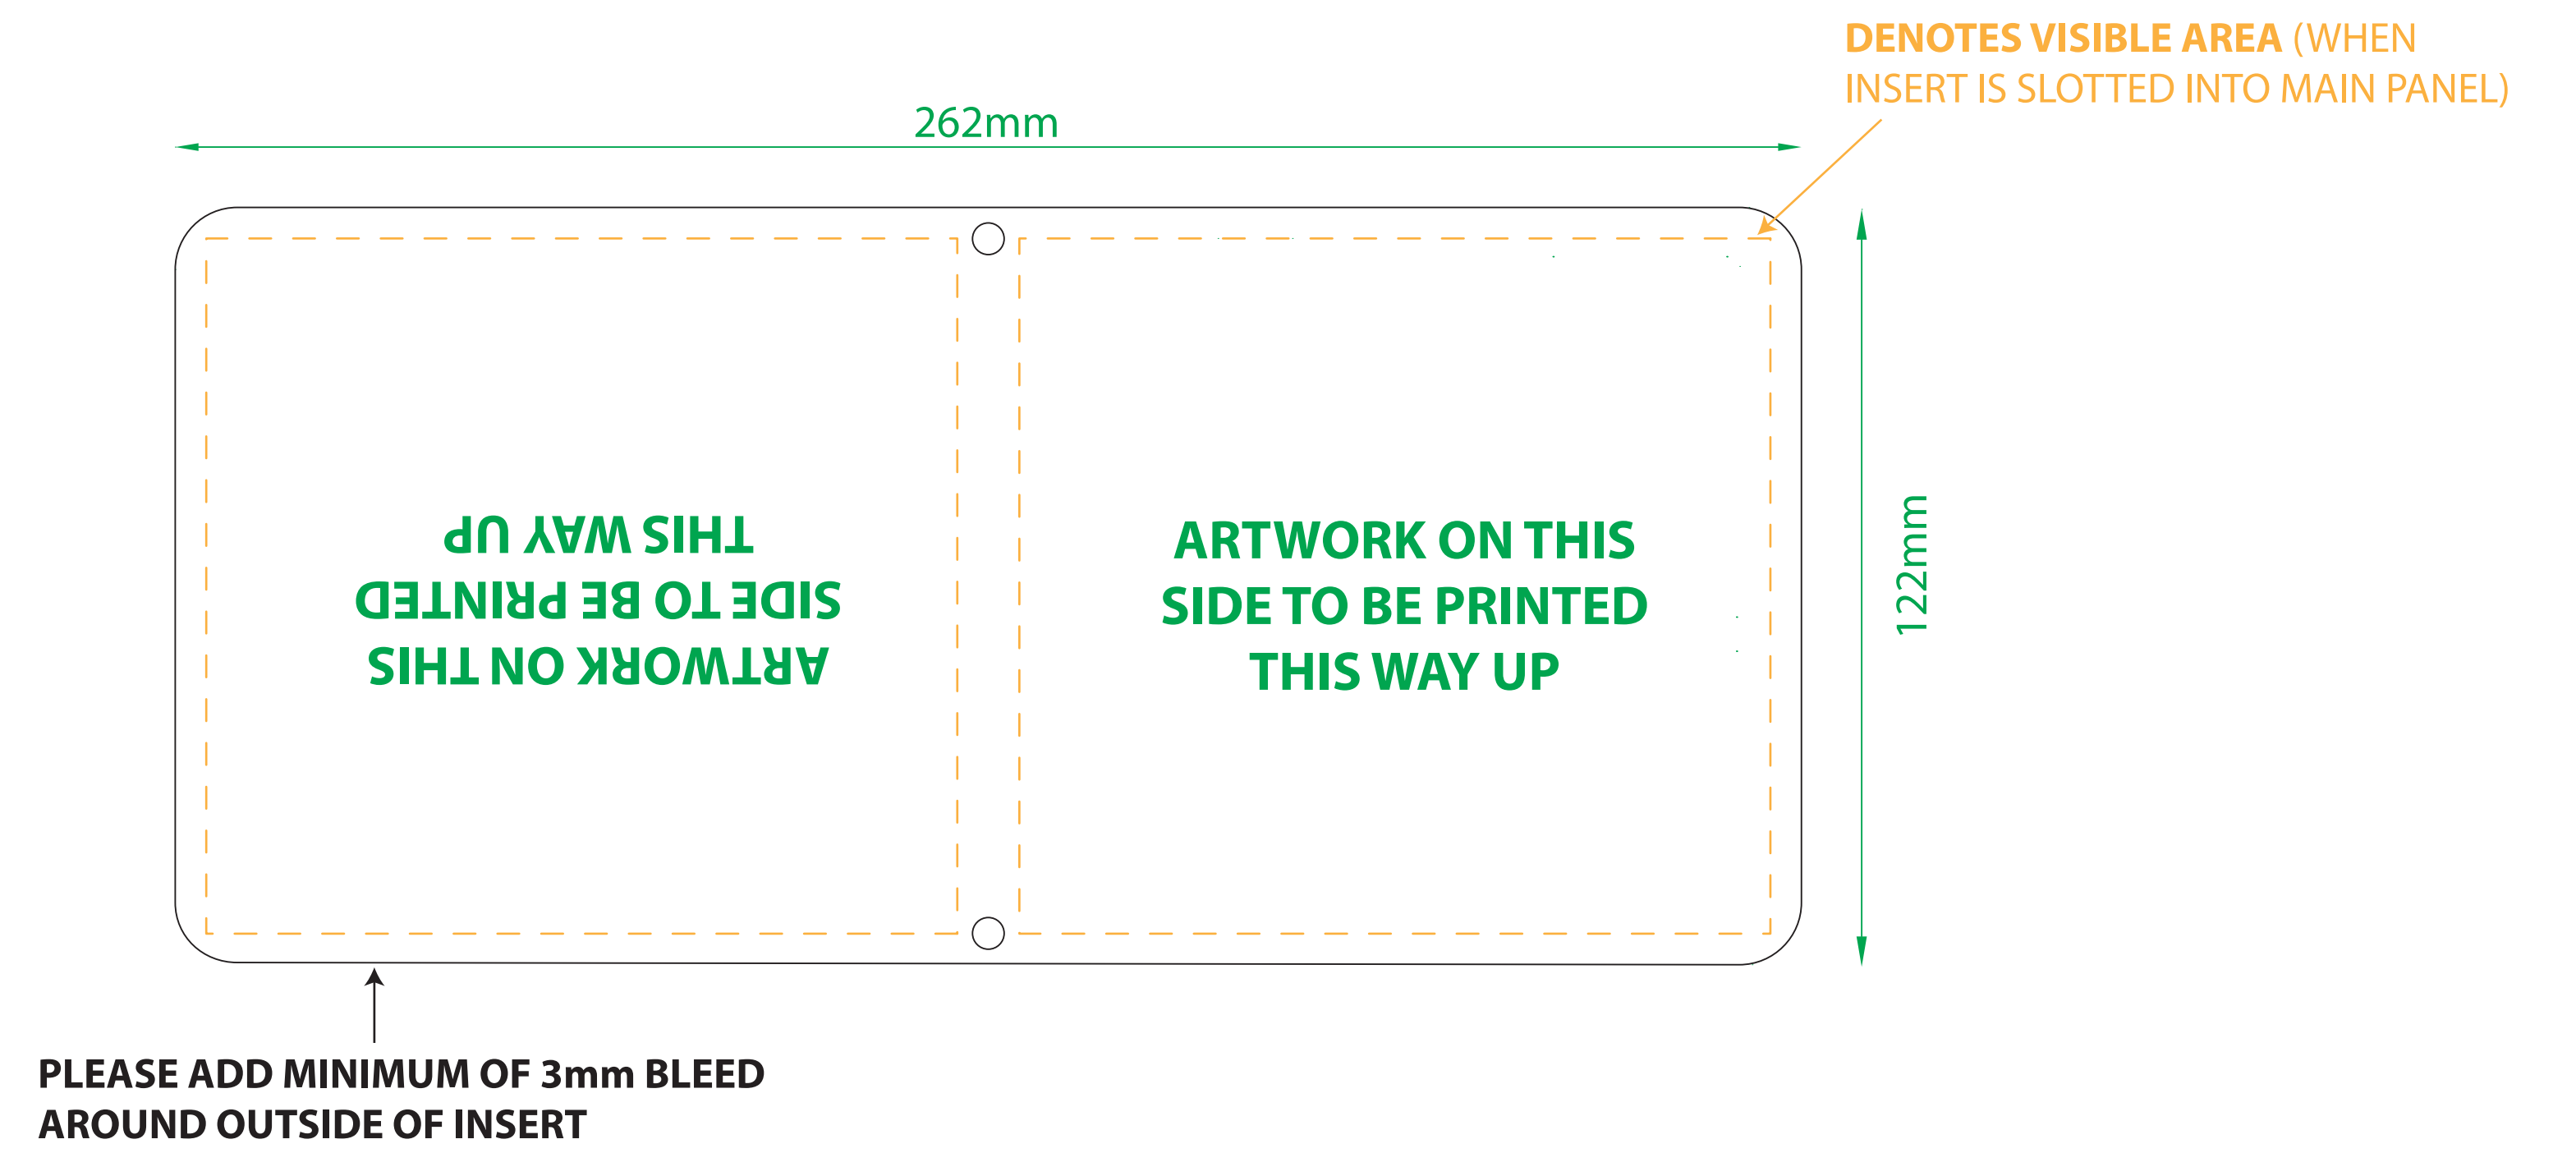 DENOTES VISIBLE AREA (WHEN
INSERT IS SLOTTED INTO MAIN PANEL)
262mm
ARTWORK ON THIS
SIDE TO BE PRINTED
THIS WAY UP
ARTWORK ON THIS
SIDE TO BE PRINTED
THIS WAY UP
122mm
PLEASE ADD MINIMUM OF 3mm BLEED
AROUND OUTSIDE OF INSERT